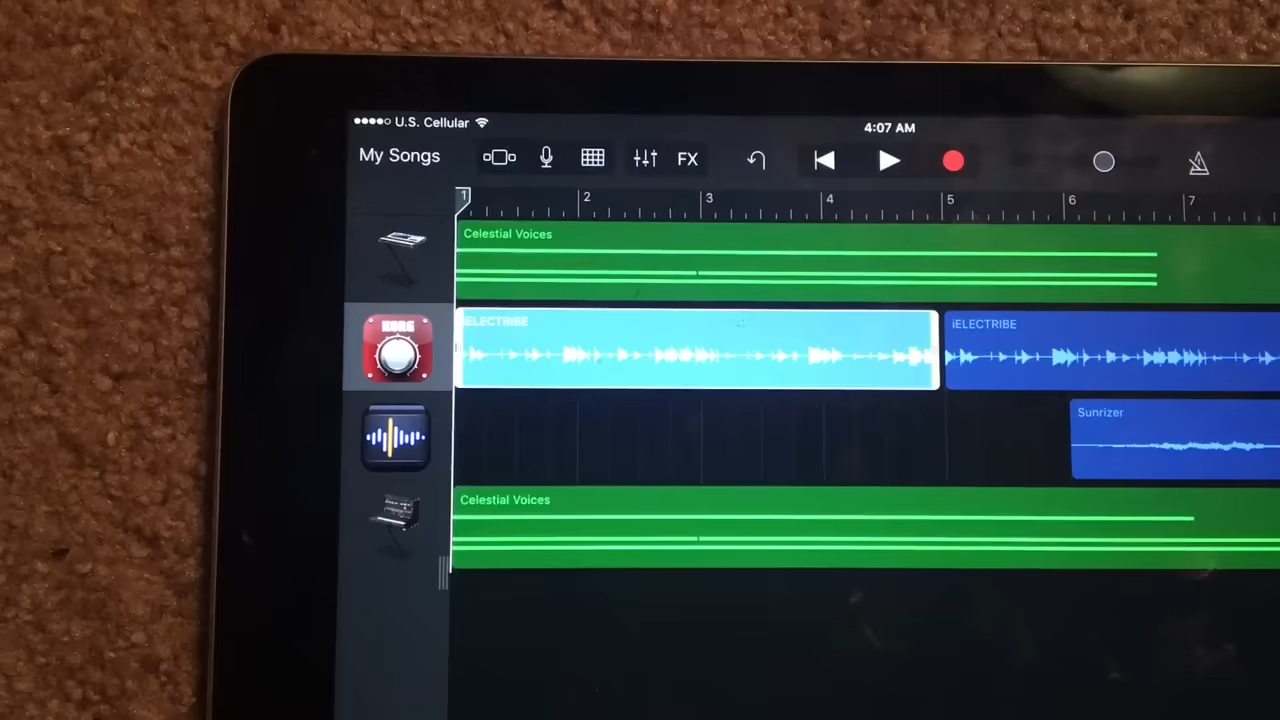 U.S. Cellular
4:07 AM
My Songs
FX
1 2 3 4 5 6 7
Celestial Voices
KORG
iELECTRIBE
iELECTRIBE
Sunrizer
Celestial Voices